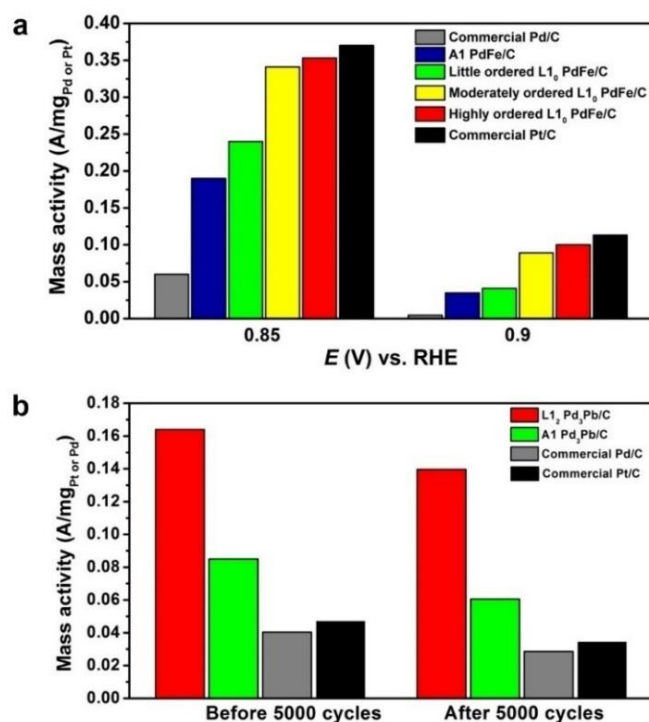 a
Mass activity (A/mg Pd or Pt)
0.40
0.35
0.30
0.25
0.20
0.15
0.10
0.05
0.00
Commercial Pd/C
A1 PdFe/C
Little ordered L1₀ PdFe/C
Moderately ordered L1₀ PdFe/C
Highly ordered L1₀ PdFe/C
Commercial Pt/C
0.85 0.9
E (V) vs. RHE
b
Mass activity (A/mg Pt or Pd)
0.18
0.16
0.14
0.12
0.10
0.08
0.06
0.04
0.02
0.00
L1₂ Pd₃Pb/C
A1 Pd₃Pb/C
Commercial Pd/C
Commercial Pt/C
Before 5000 cycles After 5000 cycles